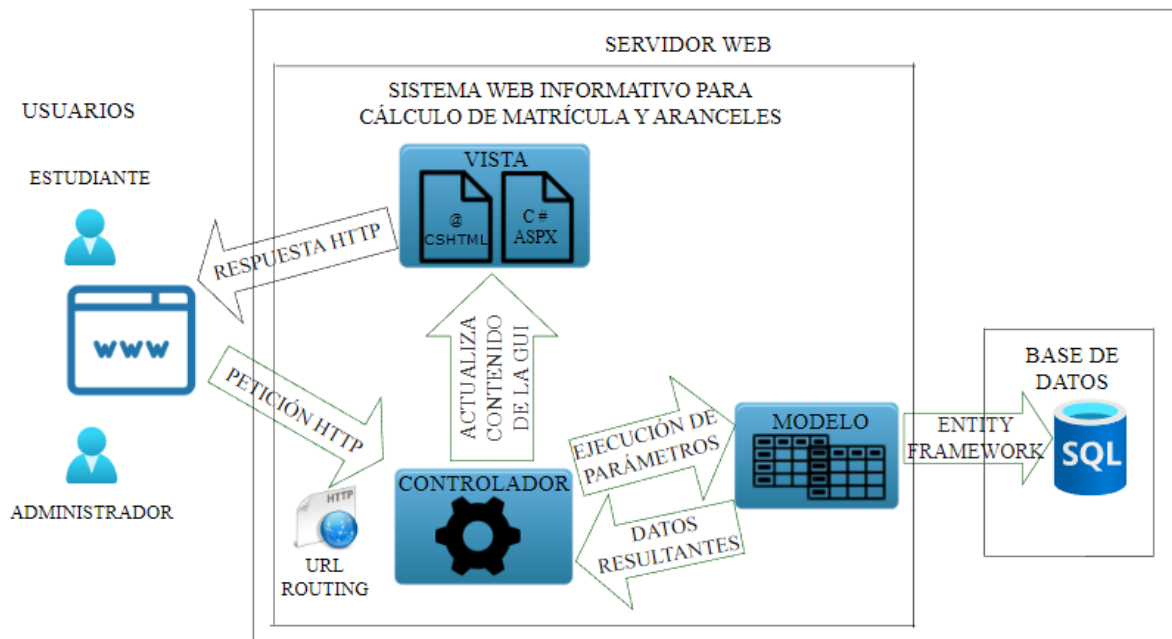 SERVIDOR WEB
SISTEMA WEB INFORMATIVO PARA
CÁLCULO DE MATRÍCULA Y ARANCELES
USUARIOS
ESTUDIANTE
WWW
ADMINISTRADOR
VISTA
@
CSHTML
C #
ASPX
RESPUESTA HTTP
PETICIÓN HTTP
ACTUALIZA
CONTENIDO
DE LA GUI
HTTP
URL
ROUTING
CONTROLADOR
EJECUCIÓN DE
PARÁMETROS
DATOS
RESULTANTES
MODELO
ENTITY
FRAMEWORK
BASE DE
DATOS
SQL